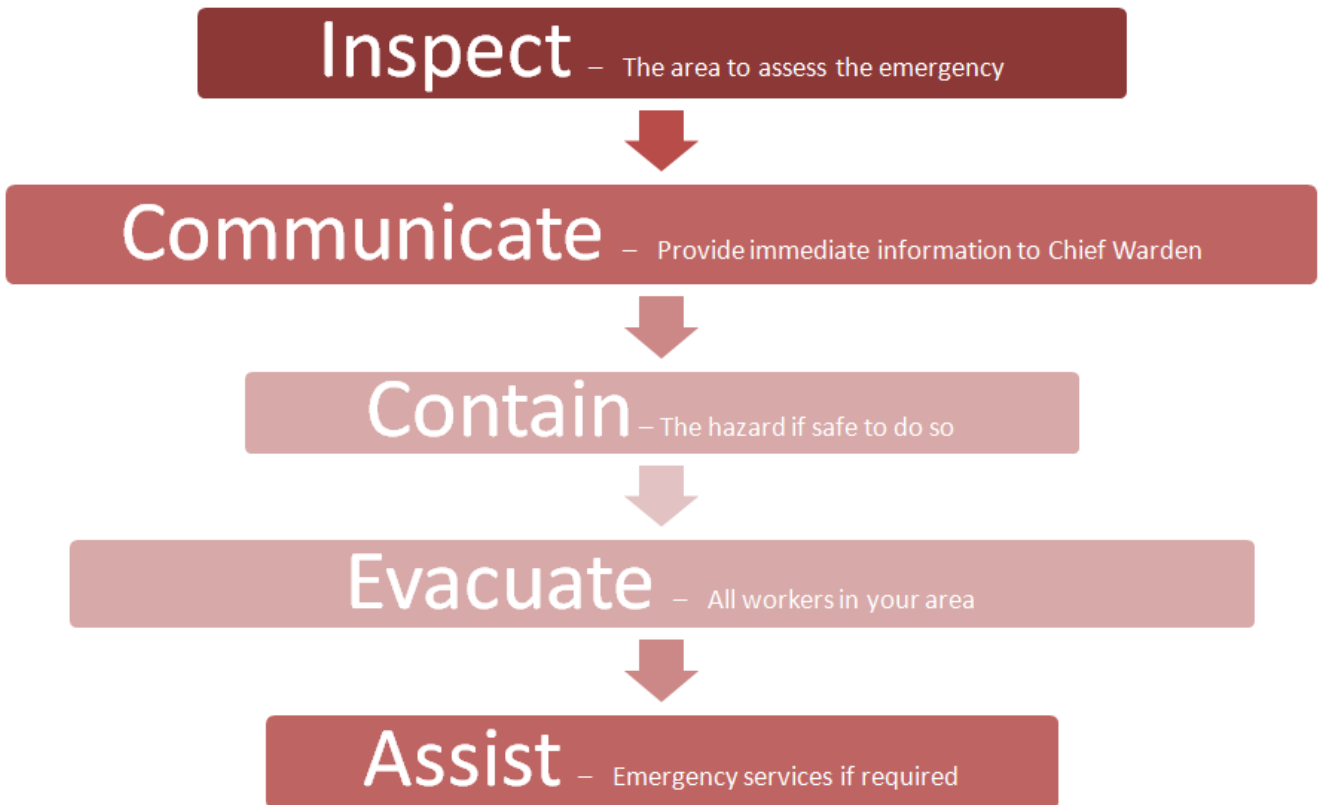 Inspect – The area to assess the emergency
Communicate – Provide immediate information to Chief Warden
Contain – The hazard if safe to do so
Evacuate – All workers in your area
Assist – Emergency services if required